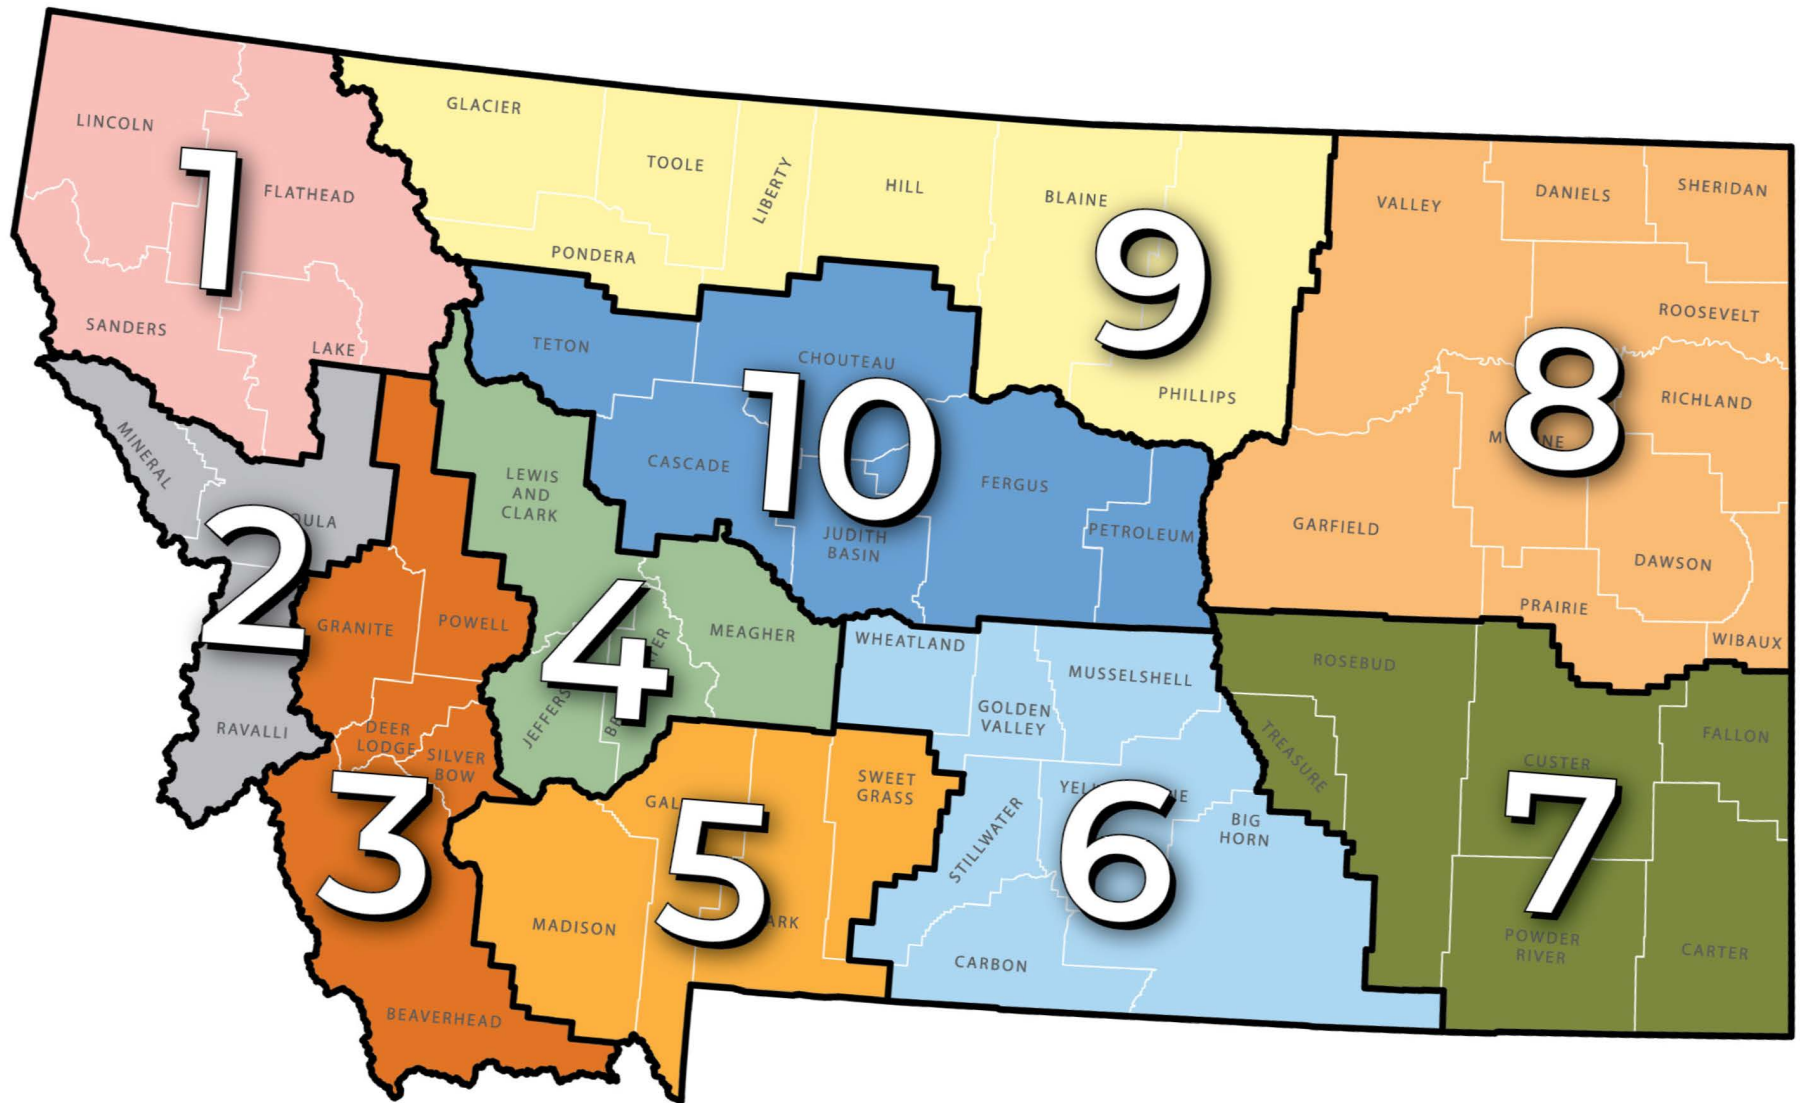 GLACIER
LINCOLN
TOOLE
LIBERTY
HILL
BLAINE
VALLEY
DANIELS
SHERIDAN
1
FLATHEAD
9
PONDERA
ROOSEVELT
SANDERS
LAKE
TETON
CHOUTEAU
PHILLIPS
8
RICHLAND
MINERAL
LEWIS
AND
CLARK
CASCADE
10
FERGUS
PETROLEUM
GARFIELD
JUDITH
BASIN
DAWSON
2
GRANITE
POWELL
4
MEAGHER
WHEATLAND
PRAIRIE
WIBAUX
MUSSELSHELL
ROSEBUD
RAVALLI
DEER
LODGE
SILVER
BOW
GOLDEN
VALLEY
TREASURE
CUSTER
FALLON
3
5
SWEET
GRASS
STILLWATER
6
BIG
HORN
7
MADISON
CARBON
POWDER
RIVER
CARTER
BEAVERHEAD